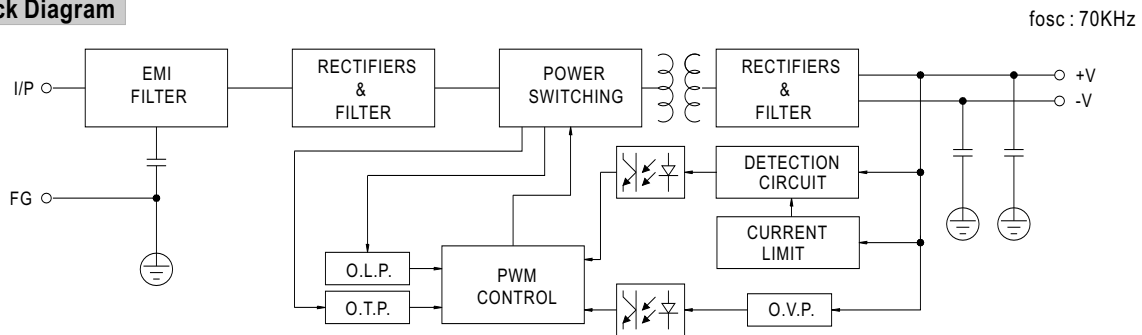 ck Diagram
fosc : 70KHz
I/P
EMI
FILTER
RECTIFIERS
&
FILTER
POWER
SWITCHING
RECTIFIERS
&
FILTER
+V
-V
DETECTION
CIRCUIT
FG
CURRENT
LIMIT
O.L.P.
PWM
CONTROL
O.T.P.
O.V.P.